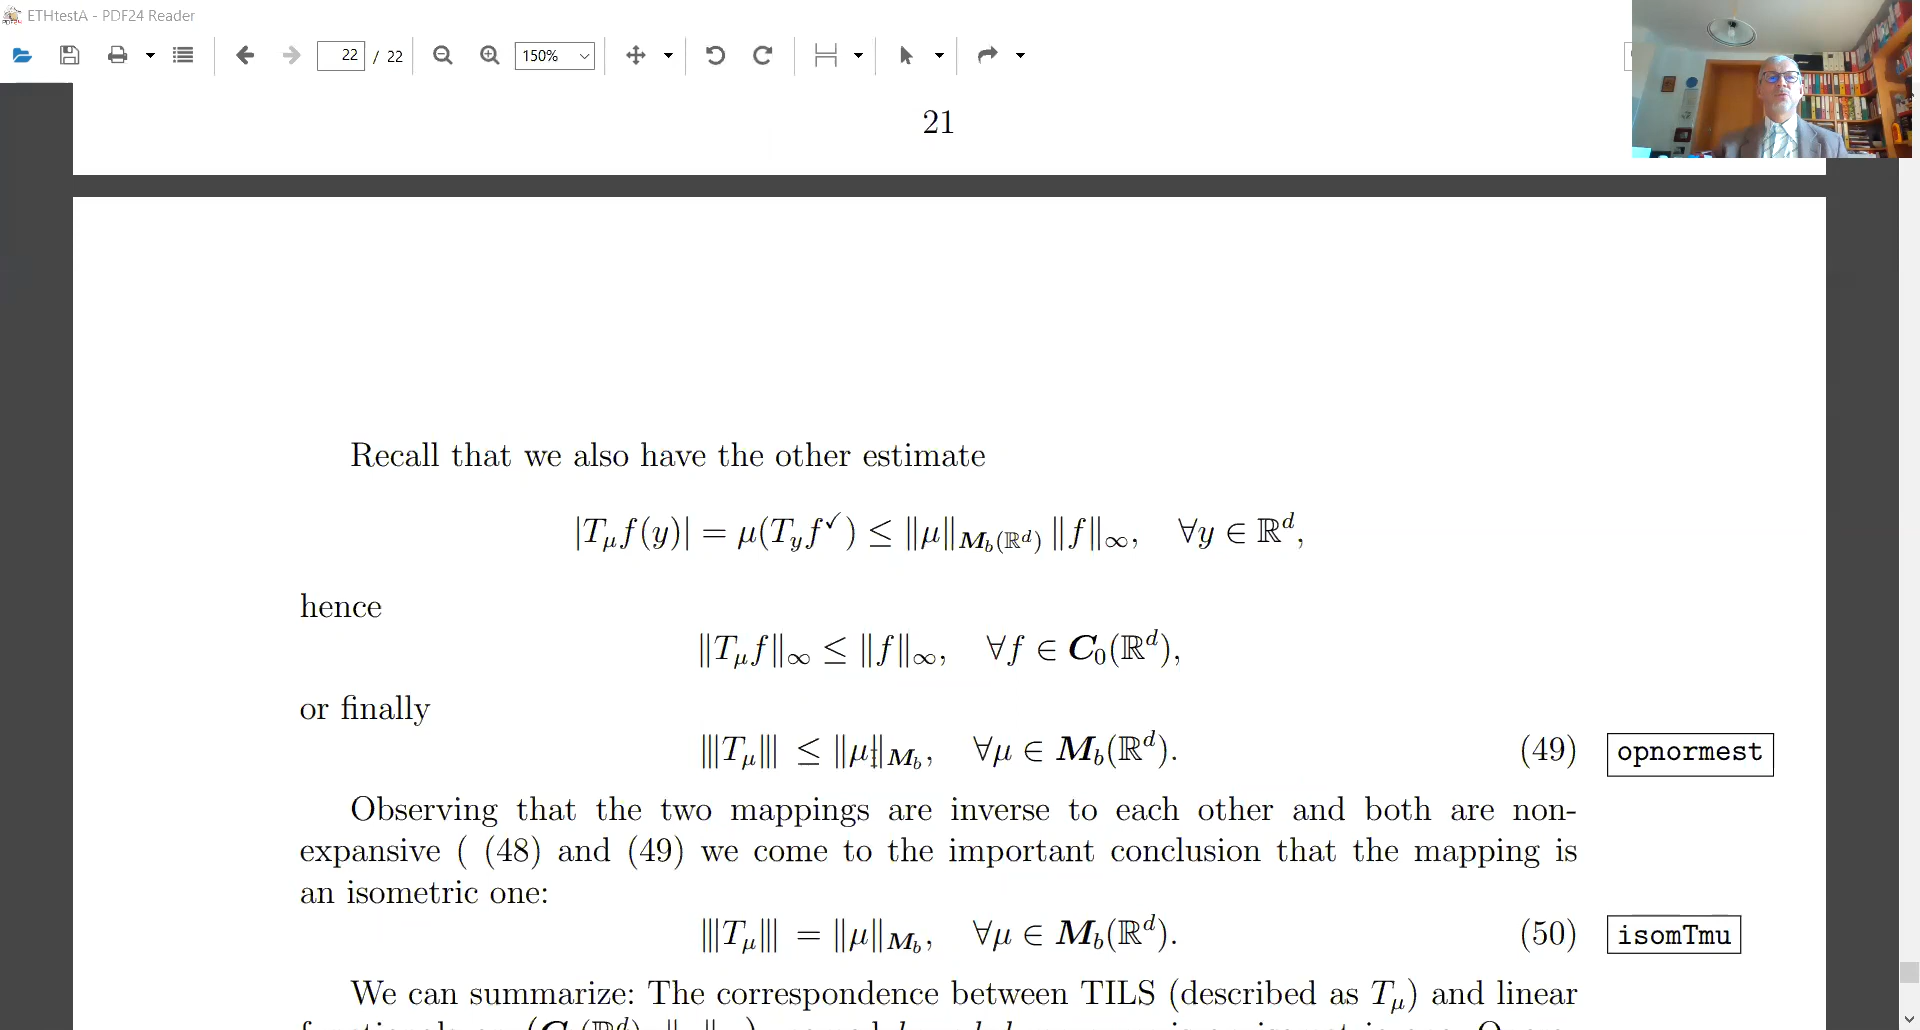 ETHtestA - PDF24 Reader
22 / 22 150%
21
Recall that we also have the other estimate
|T_μ f(y)| = μ(T_y f^✓) ≤ ‖μ‖_{M_b(ℝ^d)} ‖f‖_∞, ∀y ∈ ℝ^d,
hence
‖T_μ f‖_∞ ≤ ‖f‖_∞, ∀f ∈ C_0(ℝ^d),
or finally
|||T_μ||| ≤ ‖μ‖_{M_b}, ∀μ ∈ M_b(ℝ^d). (49) opnormest
Observing that the two mappings are inverse to each other and both are non-
expansive ( (48) and (49) we come to the important conclusion that the mapping is
an isometric one:
|||T_μ||| = ‖μ‖_{M_b}, ∀μ ∈ M_b(ℝ^d). (50) isomTmu
We can summarize: The correspondence between TILS (described as T_μ) and linear